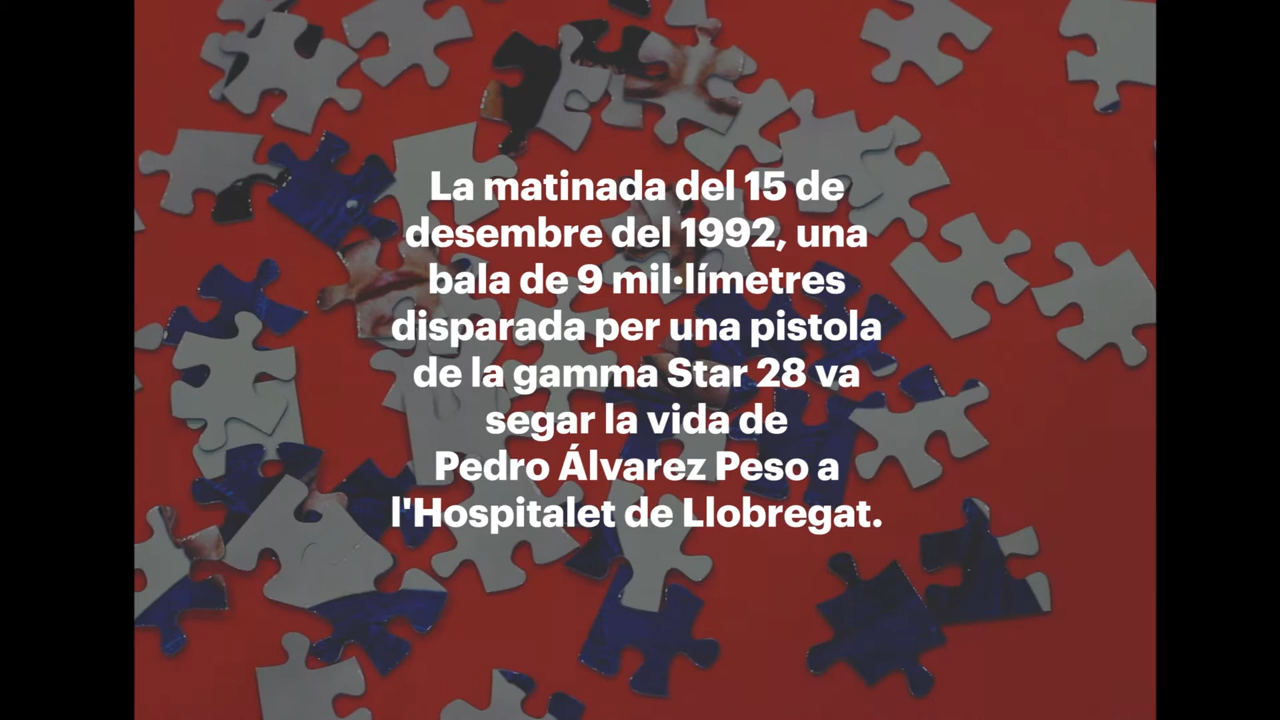 La matinada del 15 de
desembre del 1992, una
bala de 9 mil·límetres
disparada per una pistola
de la gamma Star 28 va
segar la vida de
Pedro Álvarez Peso a
l'Hospitalet de Llobregat.